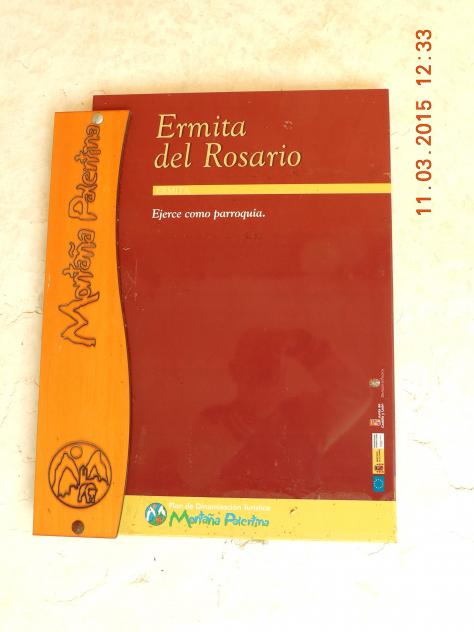 Ermita
del Rosario
ERMITA
Ejerce como parroquia.
Montaña Palentina
Plan de Dinamización Turística
Montaña Palentina
11.03.2015 12:33